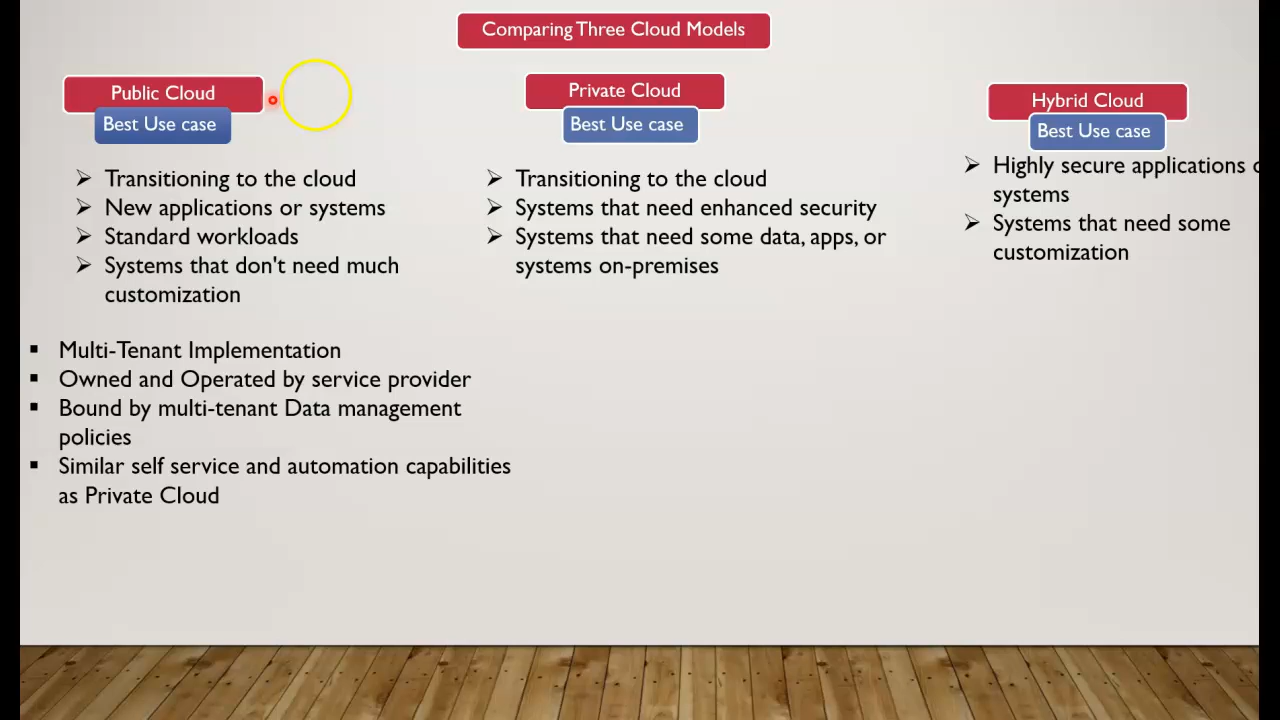 Comparing Three Cloud Models
Public Cloud
Best Use case
Transitioning to the cloud
New applications or systems
Standard workloads
Systems that don't need much
customization
Multi-Tenant Implementation
Owned and Operated by service provider
Bound by multi-tenant Data management
policies
Similar self service and automation capabilities
as Private Cloud
Private Cloud
Best Use case
Transitioning to the cloud
Systems that need enhanced security
Systems that need some data, apps, or
systems on-premises
Hybrid Cloud
Best Use case
Highly secure applications
systems
Systems that need some
customization